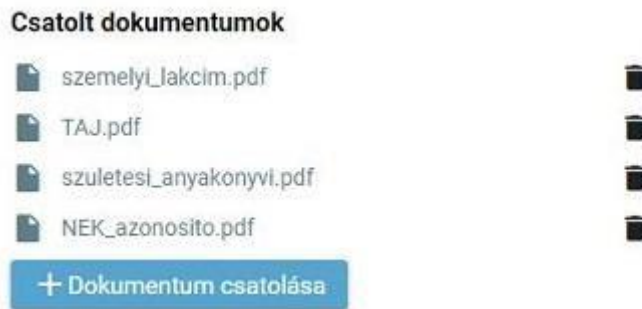 Csatolt dokumentumok
szemelyi_lakcim.pdf
TAJ.pdf
szuletesi_anyakonyvi.pdf
NEK_azonosito.pdf
+ Dokumentum csatolása